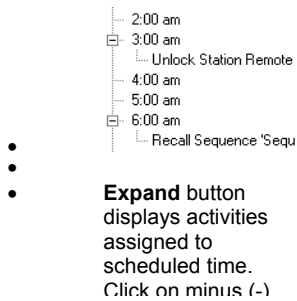 2:00 am
3:00 am
Unlock Station Remote
4:00 am
5:00 am
6:00 am
Recall Sequence 'Sequ
Expand button
displays activities
assigned to
scheduled time.
Click on minus (-)